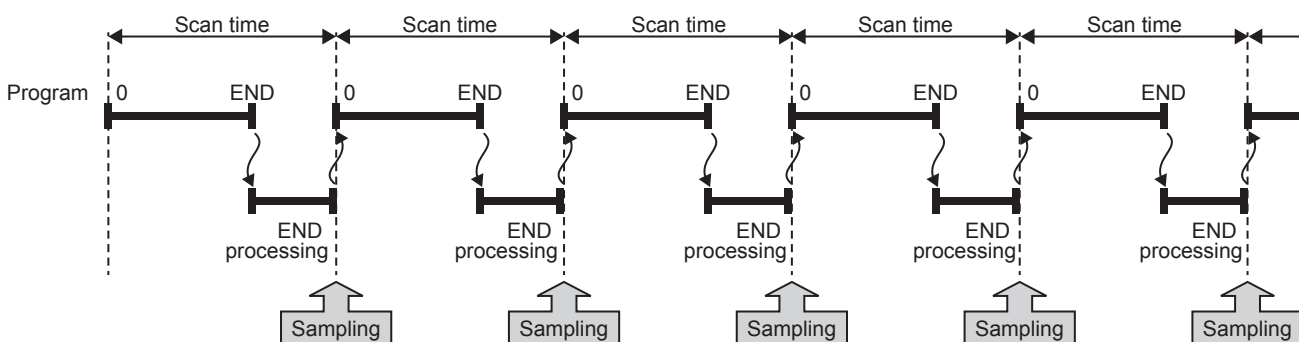 Scan time Scan time Scan time Scan time Scan time
Program 0 END 0 END 0 END 0 END 0 END
END END END END END
processing processing processing processing processing
Sampling Sampling Sampling Sampling Sampling